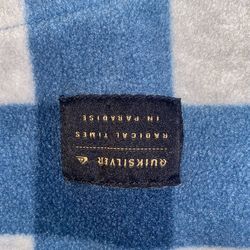 QUIKSILVER
RADICAL TIMES
IN PARADISE